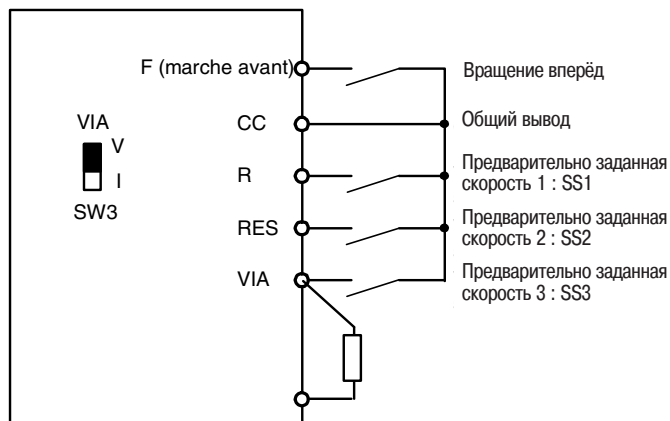 F (marche avant)
Вращение вперёд
VIA
V
I
SW3
CC
Общий вывод
R
Предварительно заданная
скорость 1 : SS1
RES
Предварительно заданная
скорость 2 : SS2
VIA
Предварительно заданная
скорость 3 : SS3